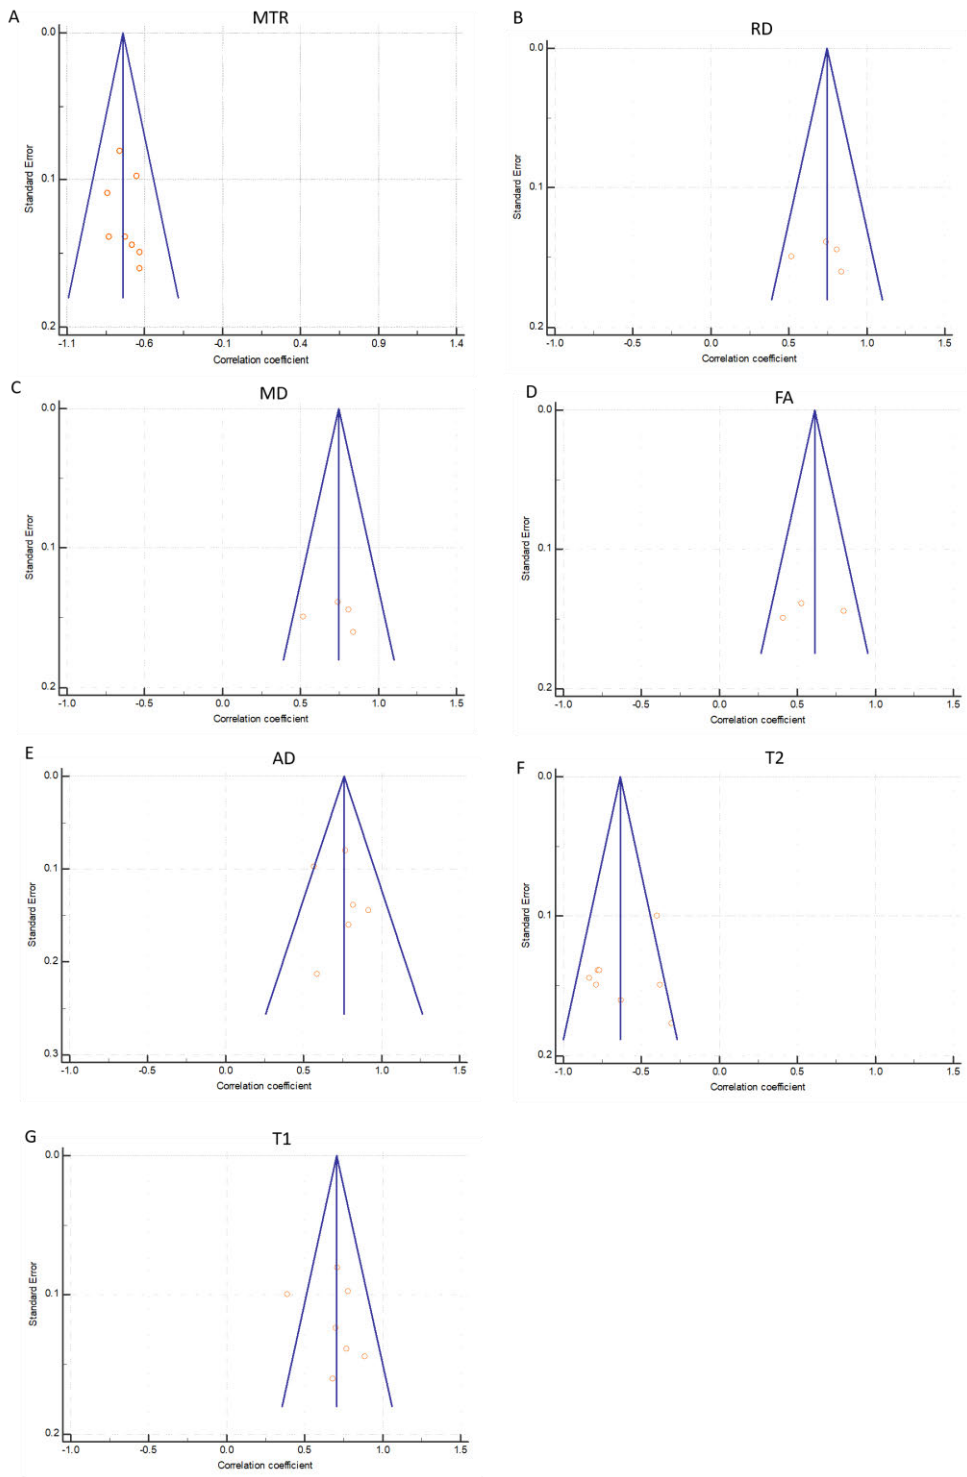 A
MTR
0.0
0.1
0.2
Standard Error
-1.1
-0.6
-0.1
0.4
0.9
1.4
Correlation coefficient
B
RD
0.0
0.1
0.2
Standard Error
-1.0
-0.5
0.0
0.5
1.0
1.5
Correlation coefficient
C
MD
0.0
0.1
0.2
Standard Error
-1.0
-0.5
0.0
0.5
1.0
1.5
Correlation coefficient
D
FA
0.0
0.1
0.2
Standard Error
-1.0
-0.5
0.0
0.5
1.0
1.5
Correlation coefficient
E
AD
0.0
0.1
0.2
0.3
Standard Error
-1.0
-0.5
0.0
0.5
1.0
1.5
Correlation coefficient
F
T2
0.0
0.1
0.2
Standard Error
-1.0
-0.5
0.0
0.5
1.0
1.5
Correlation coefficient
G
T1
0.0
0.1
0.2
Standard Error
-1.0
-0.5
0.0
0.5
1.0
1.5
Correlation coefficient